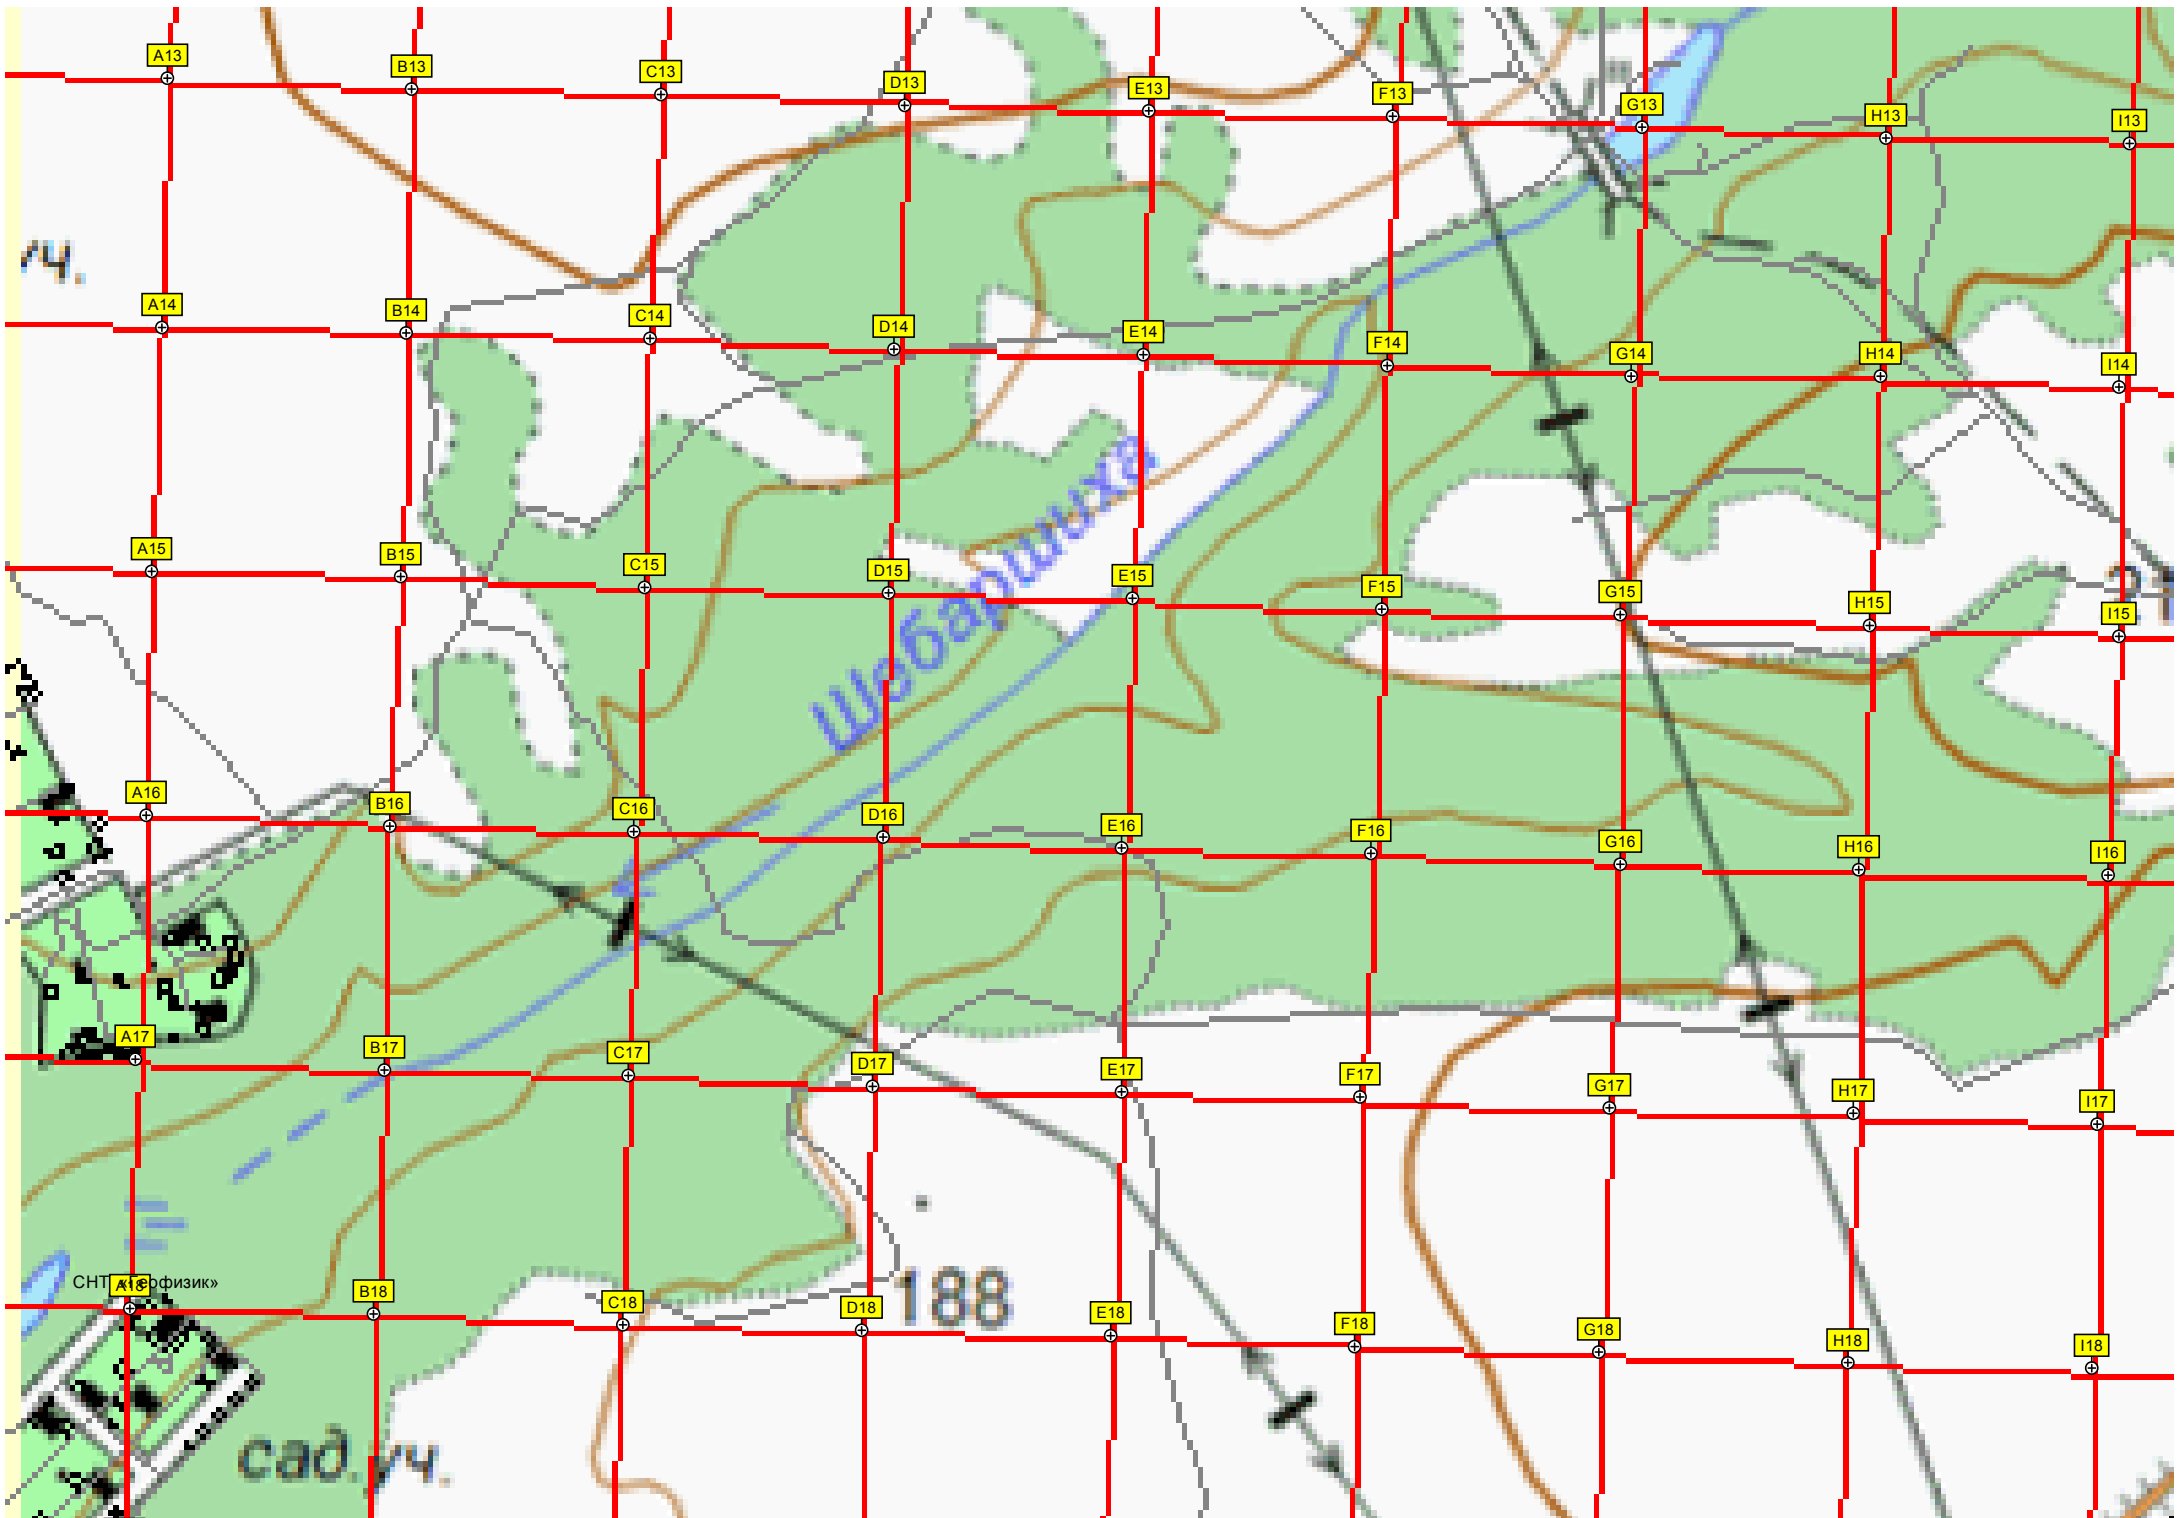 A13 B13 C13 D13 E13 F13 G13 H13 I13
уч.
A14 B14 C14 D14 E14 F14 G14 H14 I14
Шебаршиха
A15 B15 C15 D15 E15 F15 G15 H15 I15
A16 B16 C16 D16 E16 F16 G16 H16 I16
A17 B17 C17 D17 E17 F17 G17 H17 I17
188
СНТ «Геофизик»
A18 B18 C18 D18 E18 F18 G18 H18 I18
сад. уч.